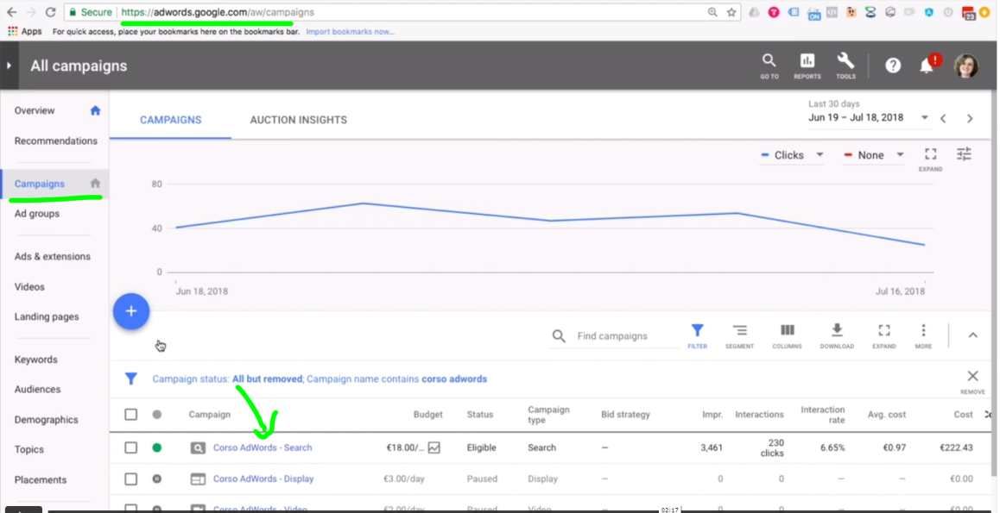 Secure https://adwords.google.com/aw/campaigns
Apps For quick access, place your bookmarks here on the bookmarks bar. Import bookmarks now...
All campaigns
GO TO REPORTS TOOLS
!
ON
23
Overview
Recommendations
Campaigns
Ad groups
Ads & extensions
Videos
Landing pages
Keywords
Audiences
Demographics
Topics
Placements
CAMPAIGNS AUCTION INSIGHTS
Last 30 days
Jun 19 – Jul 18, 2018
Clicks None
EXPAND
80
40
0
Jun 18, 2018 Jul 16, 2018
Find campaigns
FILTER SEGMENT COLUMNS DOWNLOAD EXPAND MORE
Campaign status: All but removed; Campaign name contains corso adwords
REMOVE
Campaign Budget Status Campaign type Bid strategy Impr. Interactions Interaction rate Avg. cost Cost
Corso AdWords - Search €18.00/... Eligible Search – 3,461 230 clicks 6.65% €0.97 €222.43
Corso AdWords - Display €3.00/day Paused Display – 0 0 – – €0.00
Corso AdWords - Video €2.00/day Paused Video – 0 0 – – €0.00
02:17